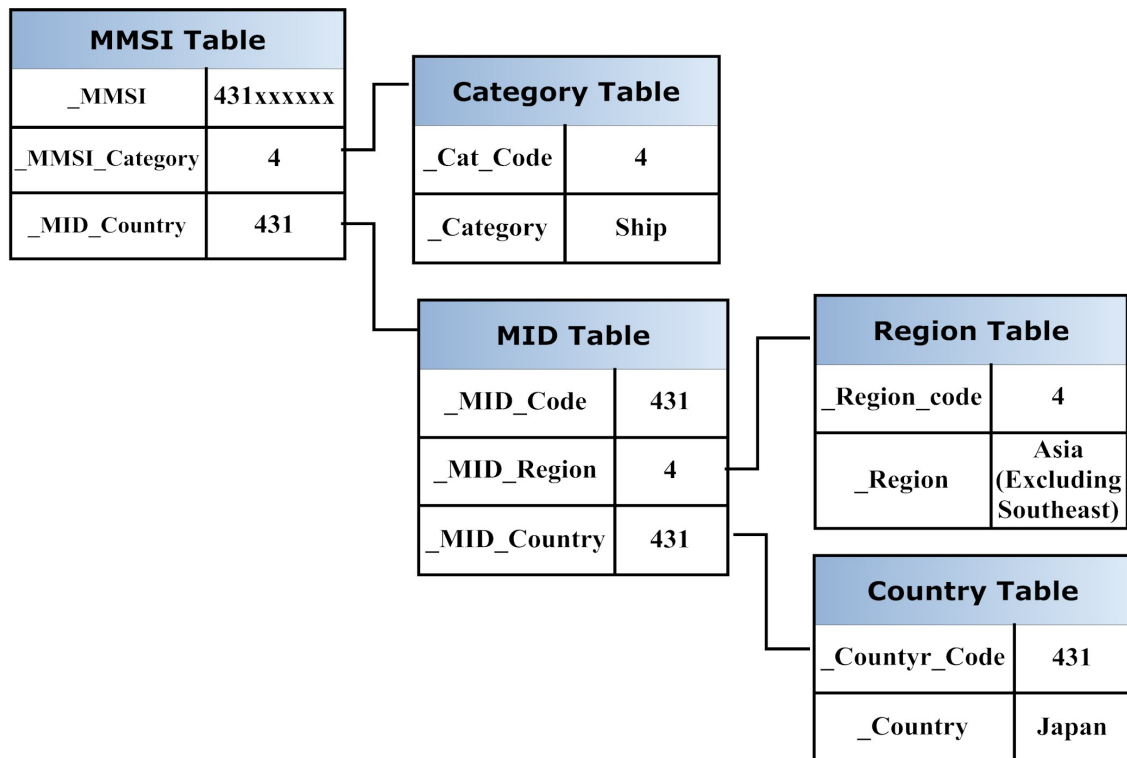 MMSI Table
_MMSI 431xxxxxx
_MMSI_Category 4
_MID_Country 431
Category Table
_Cat_Code 4
_Category Ship
MID Table
_MID_Code 431
_MID_Region 4
_MID_Country 431
Region Table
_Region_code 4
_Region Asia
(Excluding
Southeast)
Country Table
_Countyr_Code 431
_Country Japan